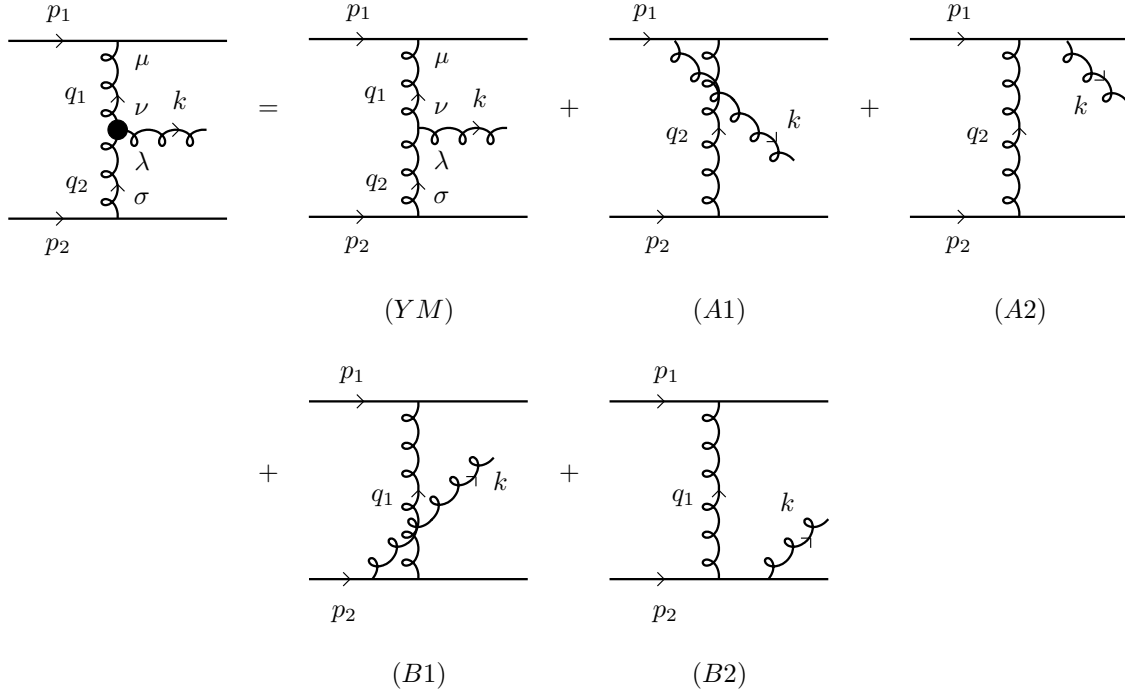 p₁ p₁ p₁ p₁
μ μ
q₁ ν k = q₁ ν k + k + k
λ λ q₂ q₂
q₂ σ q₂ σ
p₂ p₂ p₂ p₂
(YM) (A1) (A2)
p₁ p₁
+ q₁ k + q₁ k
p₂ p₂
(B1) (B2)